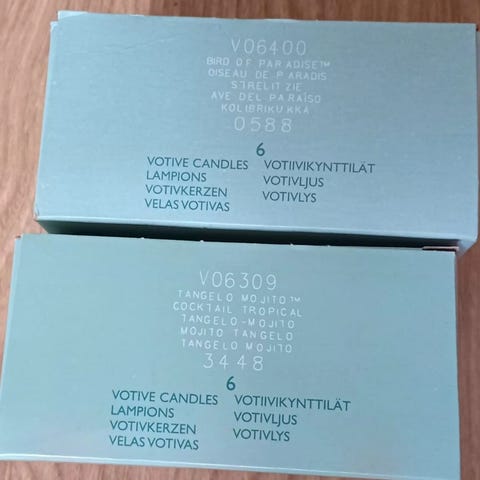 V06400
BIRD OF PARADISE™
OISEAU DE PARADIS
STRELITZIE
AVE DEL PARAÍSO
KOLIBRIKUKKA
0588
6
VOTIVE CANDLES VOTIIVIKYNTTILÄT
LAMPIONS VOTIVLJUS
VOTIVKERZEN VOTIVLYS
VELAS VOTIVAS
V06309
TANGELO MOJITO™
COCKTAIL TROPICAL
TANGELO-MOJITO
MOJITO TANGELO
TANGELO MOJITO
3448
6
VOTIVE CANDLES VOTIIVIKYNTTILÄT
LAMPIONS VOTIVLJUS
VOTIVKERZEN VOTIVLYS
VELAS VOTIVAS